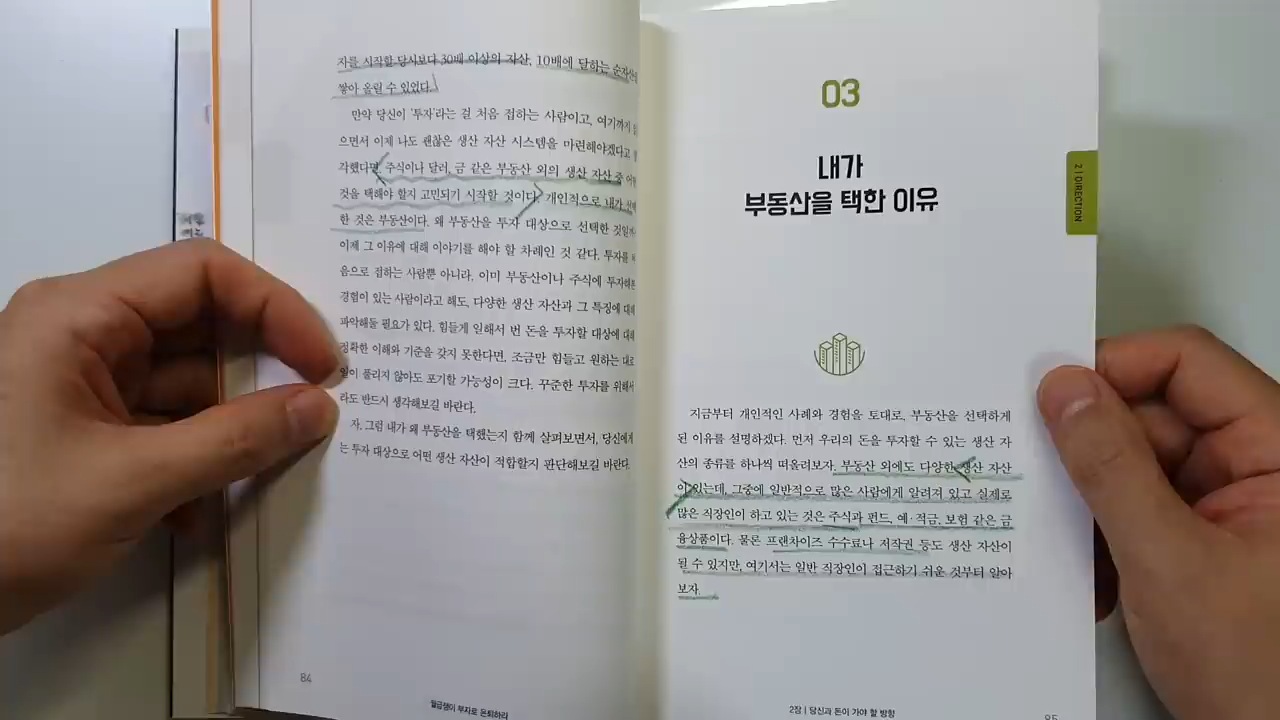 자를 시작할 당시보다 30배 이상의 자산, 10배에 달하는 순자산을
쌓아 올릴 수 있었다.
만약 당신이 '투자'라는 걸 처음 접하는 사람이고, 여기까지
으면서 이제 나도 괜찮은 생산 자산 시스템을 마련해야겠다고
각했다면, 주식이나 달러, 금 같은 부동산 외의 생산 자산 중 어떤
것을 택해야 할지 고민되기 시작할 것이다. 개인적으로 내가 선택
한 것은 부동산이다. 왜 부동산을 투자 대상으로 선택한 것일까
이제 그 이유에 대해 이야기를 해야 할 차례인 것 같다. 투자를 처
음으로 접하는 사람뿐 아니라, 이미 부동산이나 주식에 투자해본
경험이 있는 사람이라고 해도, 다양한 생산 자산과 그 특징에 대해
파악해둘 필요가 있다. 힘들게 일해서 번 돈을 투자할 대상에 대해
정확한 이해와 기준을 갖지 못한다면, 조금만 힘들고 원하는 대로
일이 풀리지 않아도 포기할 가능성이 크다. 꾸준한 투자를 위해서
라도 반드시 생각해보길 바란다.
자, 그럼 내가 왜 부동산을 택했는지 함께 살펴보면서, 당신에게
는 투자 대상으로 어떤 생산 자산이 적합할지 판단해보길 바란다.
84
월급쟁이 부자로 은퇴하라
03
내가
부동산을 택한 이유
2 | DIRECTION
지금부터 개인적인 사례와 경험을 토대로, 부동산을 선택하게
된 이유를 설명하겠다. 먼저 우리의 돈을 투자할 수 있는 생산 자
산의 종류를 하나씩 떠올려보자. 부동산 외에도 다양한 생산 자산
이 있는데, 그중에 일반적으로 많은 사람에게 알려져 있고 실제로
많은 직장인이 하고 있는 것은 주식과 펀드, 예·적금, 보험 같은 금
융상품이다. 물론 프랜차이즈 수수료나 저작권 등도 생산 자산이
될 수 있지만, 여기서는 일반 직장인이 접근하기 쉬운 것부터 알아
보자.
2장 | 당신과 돈이 가야 할 방향
85